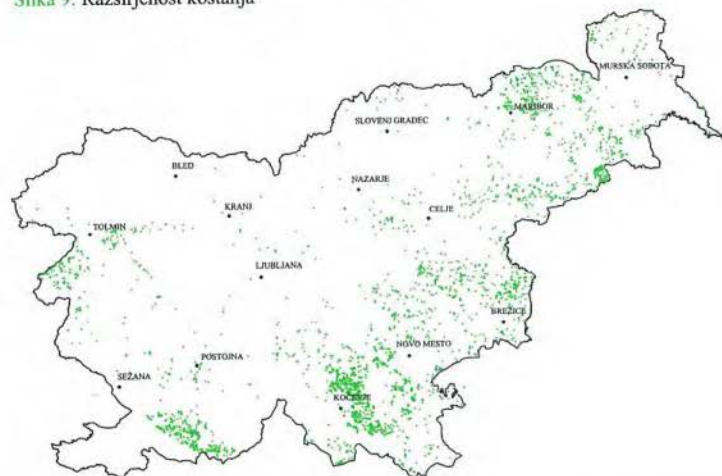 Slika 9: Razširjenost kostanja
MURSKA SOBOTA
MARIBOR
SLOVENJ GRADEC
BLED
NAZARJE
KRANJ
CELJE
TOLMIN
LJUBLJANA
BREŽICE
NOVO MESTO
POSTOJNA
SEŽANA
KOČEVJE